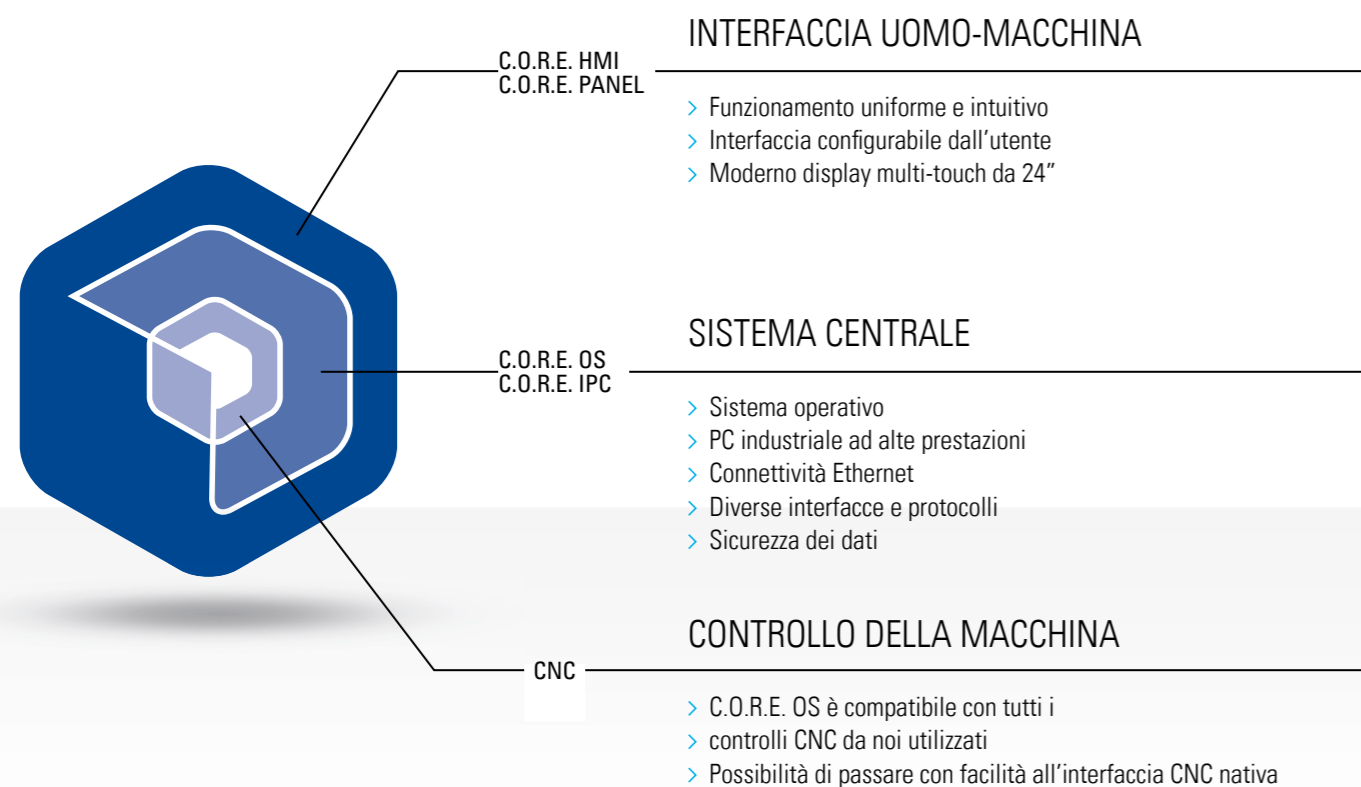 INTERFACCIA UOMO-MACCHINA
C.O.R.E. HMI
C.O.R.E. PANEL
> Funzionamento uniforme e intuitivo
> Interfaccia configurabile dall’utente
> Moderno display multi-touch da 24”
SISTEMA CENTRALE
C.O.R.E. OS
C.O.R.E. IPC
> Sistema operativo
> PC industriale ad alte prestazioni
> Connettività Ethernet
> Diverse interfacce e protocolli
> Sicurezza dei dati
CONTROLLO DELLA MACCHINA
CNC
> C.O.R.E. OS è compatibile con tutti i
> controlli CNC da noi utilizzati
> Possibilità di passare con facilità all’interfaccia CNC nativa